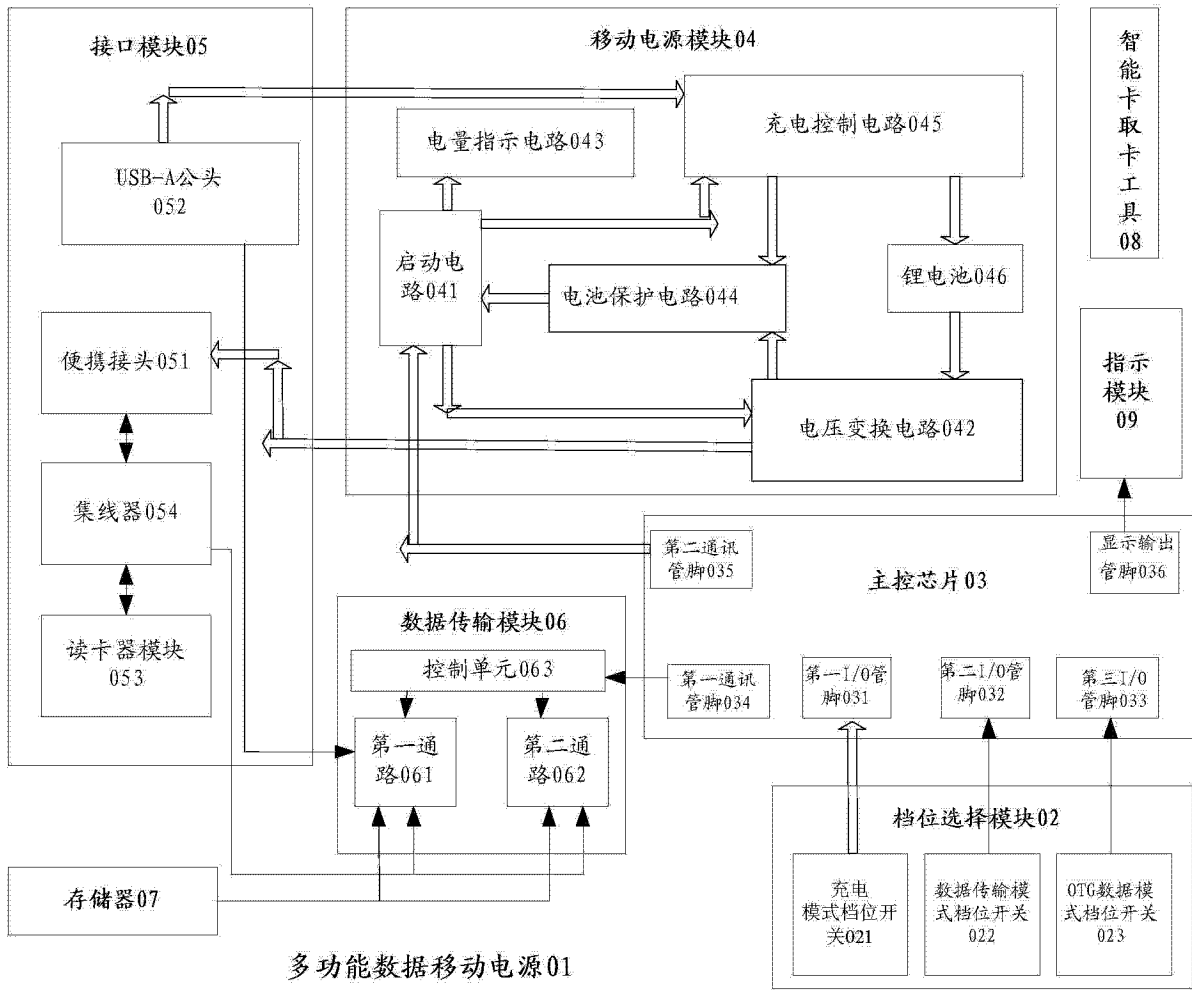 接口模块05
USB-A公头
052
便携接头051
集线器054
读卡器模块
053
移动电源模块04
电量指示电路043
充电控制电路045
启动电
路041
电池保护电路044
锂电池046
电压变换电路042
智
能
卡
取
卡
工
具
08
指示
模块
09
第二通讯
管脚035
主控芯片03
显示输出
管脚036
第一通讯
管脚034
第一I/O管
脚031
第二I/O管
脚032
第三I/O
管脚033
数据传输模块06
控制单元063
第一通
路061
第二通
路062
档位选择模块02
充电
模式档位开
关021
数据传输模
式档位开关
022
OTG数据模
式档位开关
023
存储器07
多功能数据移动电源01